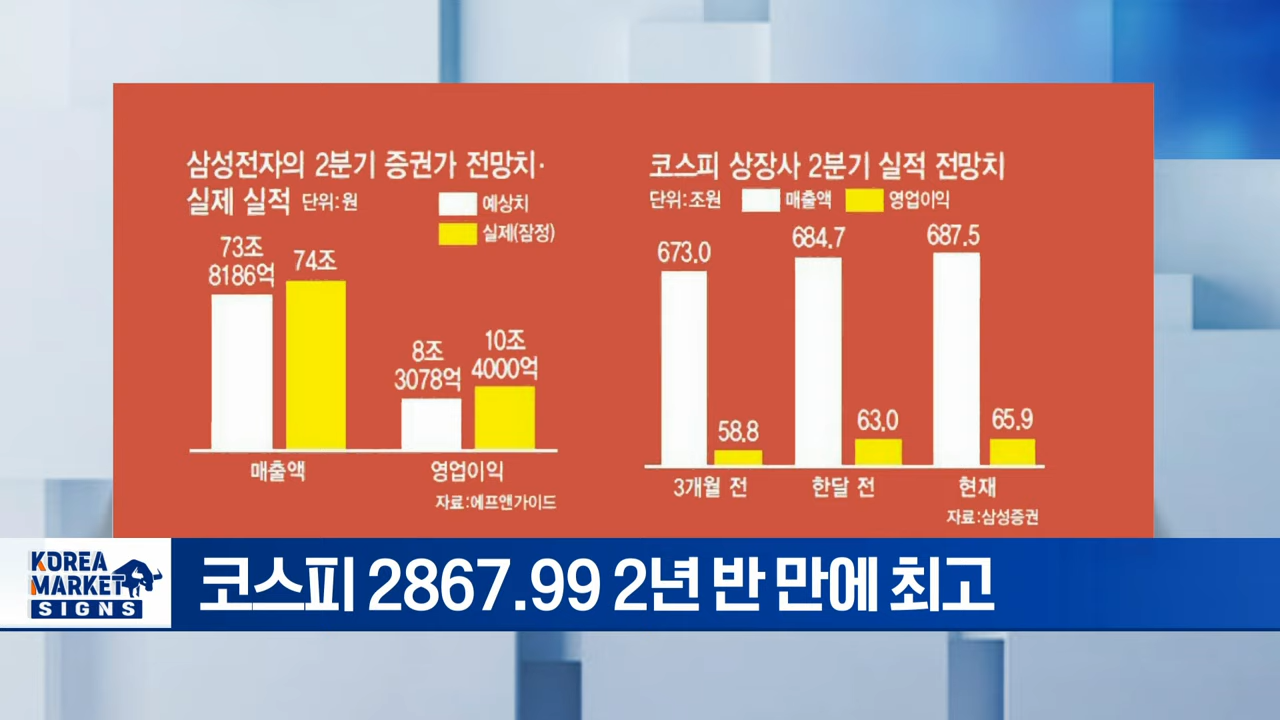 삼성전자의 2분기 증권가 전망치·
실제 실적 단위:원
예상치
실제(잠정)
73조
8186억
74조
8조
3078억
10조
4000억
매출액
영업이익
자료:에프앤가이드
코스피 상장사 2분기 실적 전망치
단위:조원 매출액 영업이익
673.0
58.8
684.7
63.0
687.5
65.9
3개월 전
한달 전
현재
자료:삼성증권
KOREA
MARKET
SIGNS
코스피 2867.99 2년 반 만에 최고